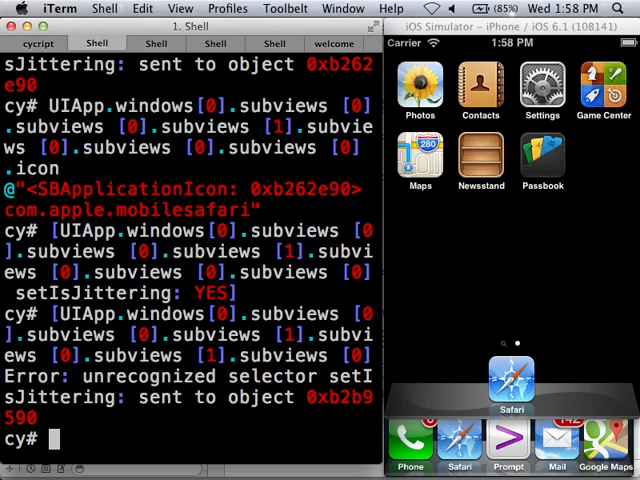 iTerm Shell Edit View Profiles Toolbelt Window Help (85%) Wed 1:58 PM
1. Shell
iOS Simulator – iPhone / iOS 6.1 (10B141)
cycript Shell Shell Shell Shell welcome
Carrier 1:58 PM
sJittering: sent to object 0xb262
e90
cy# UIApp.windows[0].subviews [0]
.subviews [0].subviews [1].subvie
ws [0].subviews [0].subviews [0]
.icon
@"<SBApplicationIcon: 0xb262e90>
com.apple.mobilesafari"
cy# [UIApp.windows[0].subviews [0
].subviews [0].subviews [1].subvi
ews [0].subviews [0].subviews [0]
setIsJittering: YES]
cy# [UIApp.windows[0].subviews [0
].subviews [0].subviews [1].subvi
ews [0].subviews [1].subviews [0]
Error: unrecognized selector setI
sJittering: sent to object 0xb2b9
590
cy#
Photos Contacts Settings Game Center
280
Maps Newsstand Passbook
Safari
142
Phone Safari Prompt Mail Google Maps